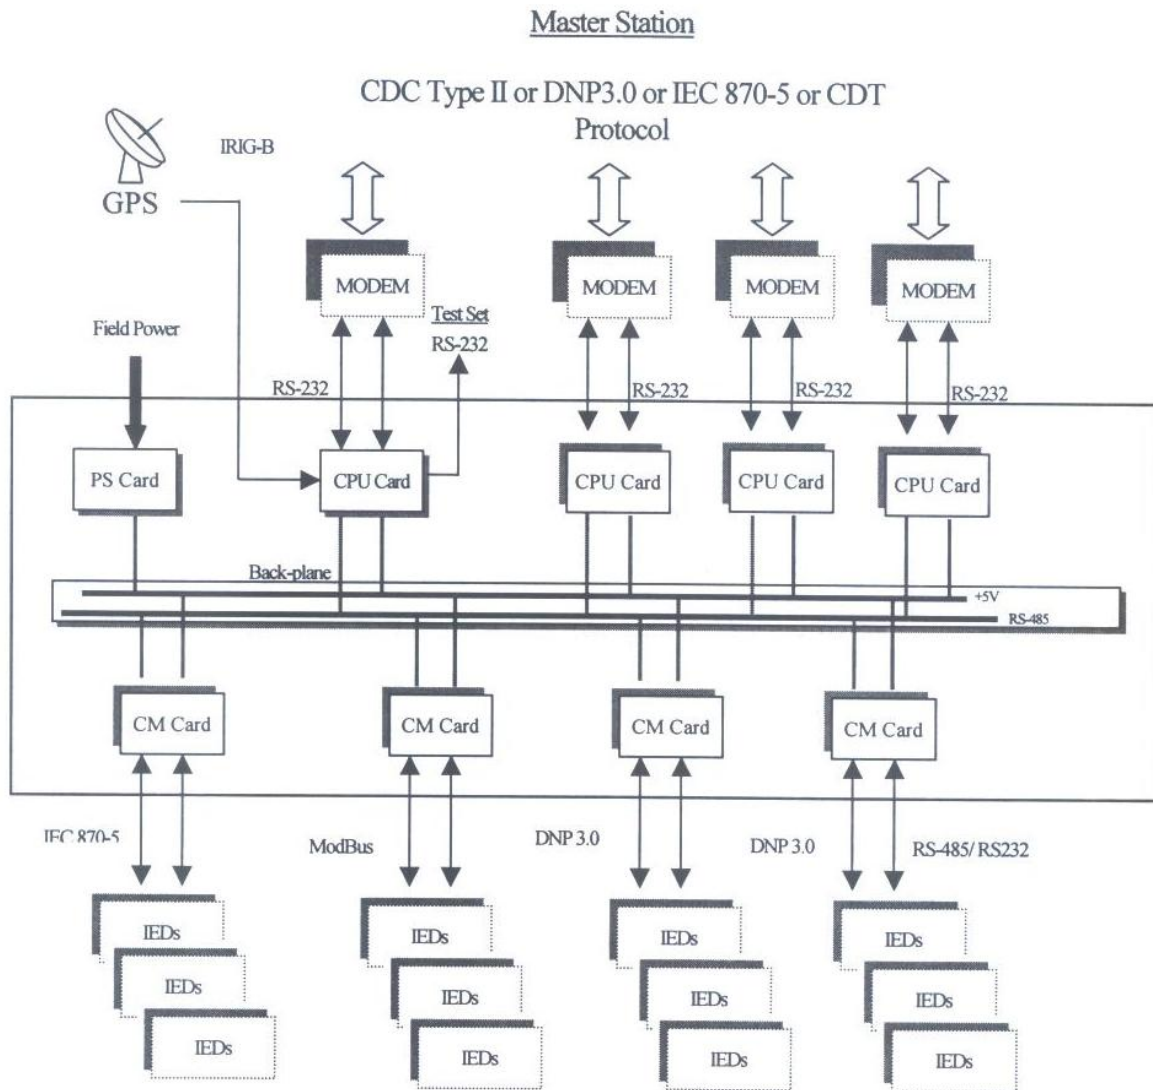 Master Station
CDC Type II or DNP3.0 or IEC 870-5 or CDT
Protocol
IRIG-B
GPS
MODEM
MODEM
MODEM
MODEM
Test Set
RS-232
Field Power
RS-232
RS-232
RS-232
RS-232
PS Card
CPU Card
CPU Card
CPU Card
CPU Card
Back-plane
+5V
RS-485
CM Card
CM Card
CM Card
CM Card
IEC 870-5
ModBus
DNP 3.0
DNP 3.0
RS-485/ RS232
IEDs
IEDs
IEDs
IEDs
IEDs
IEDs
IEDs
IEDs
IEDs
IEDs
IEDs
IEDs